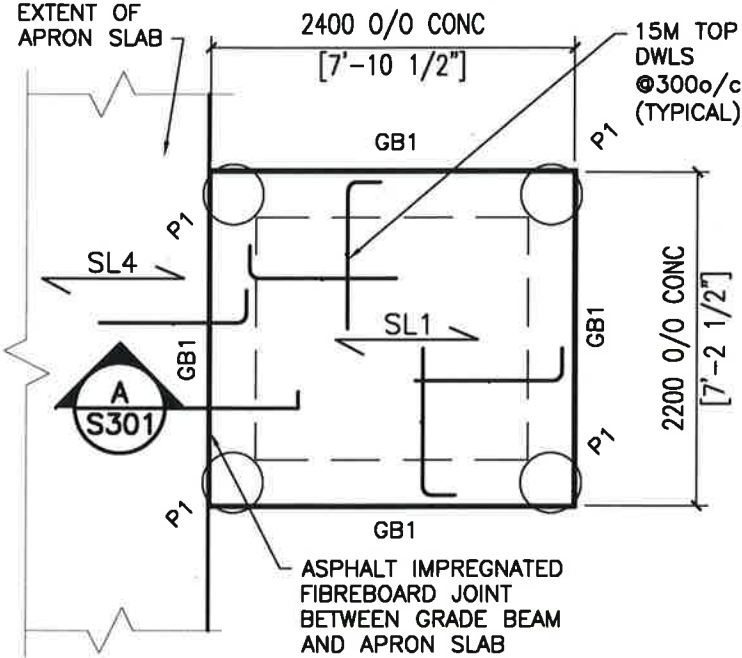 EXTENT OF
APRON SLAB
2400 O/O CONC
[7'-10 1/2"]
15M TOP
DWLS
@300o/c
(TYPICAL)
GB1
P1
P1
SL4
SL1
GB1
GB1
2200 O/O CONC
[7'-2 1/2"]
A
S301
P1
P1
GB1
ASPHALT IMPREGNATED
FIBREBOARD JOINT
BETWEEN GRADE BEAM
AND APRON SLAB